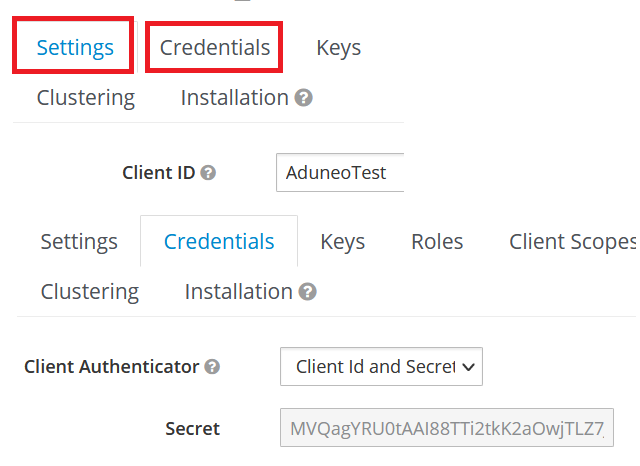 Settings Credentials Keys
Clustering Installation ?
Client ID ? AduneoTest
Settings Credentials Keys Roles Client Scopes
Clustering Installation ?
Client Authenticator ? Client Id and Secret
Secret MVQagYRU0tAAI88TTi2tkK2aOwjTLZ7